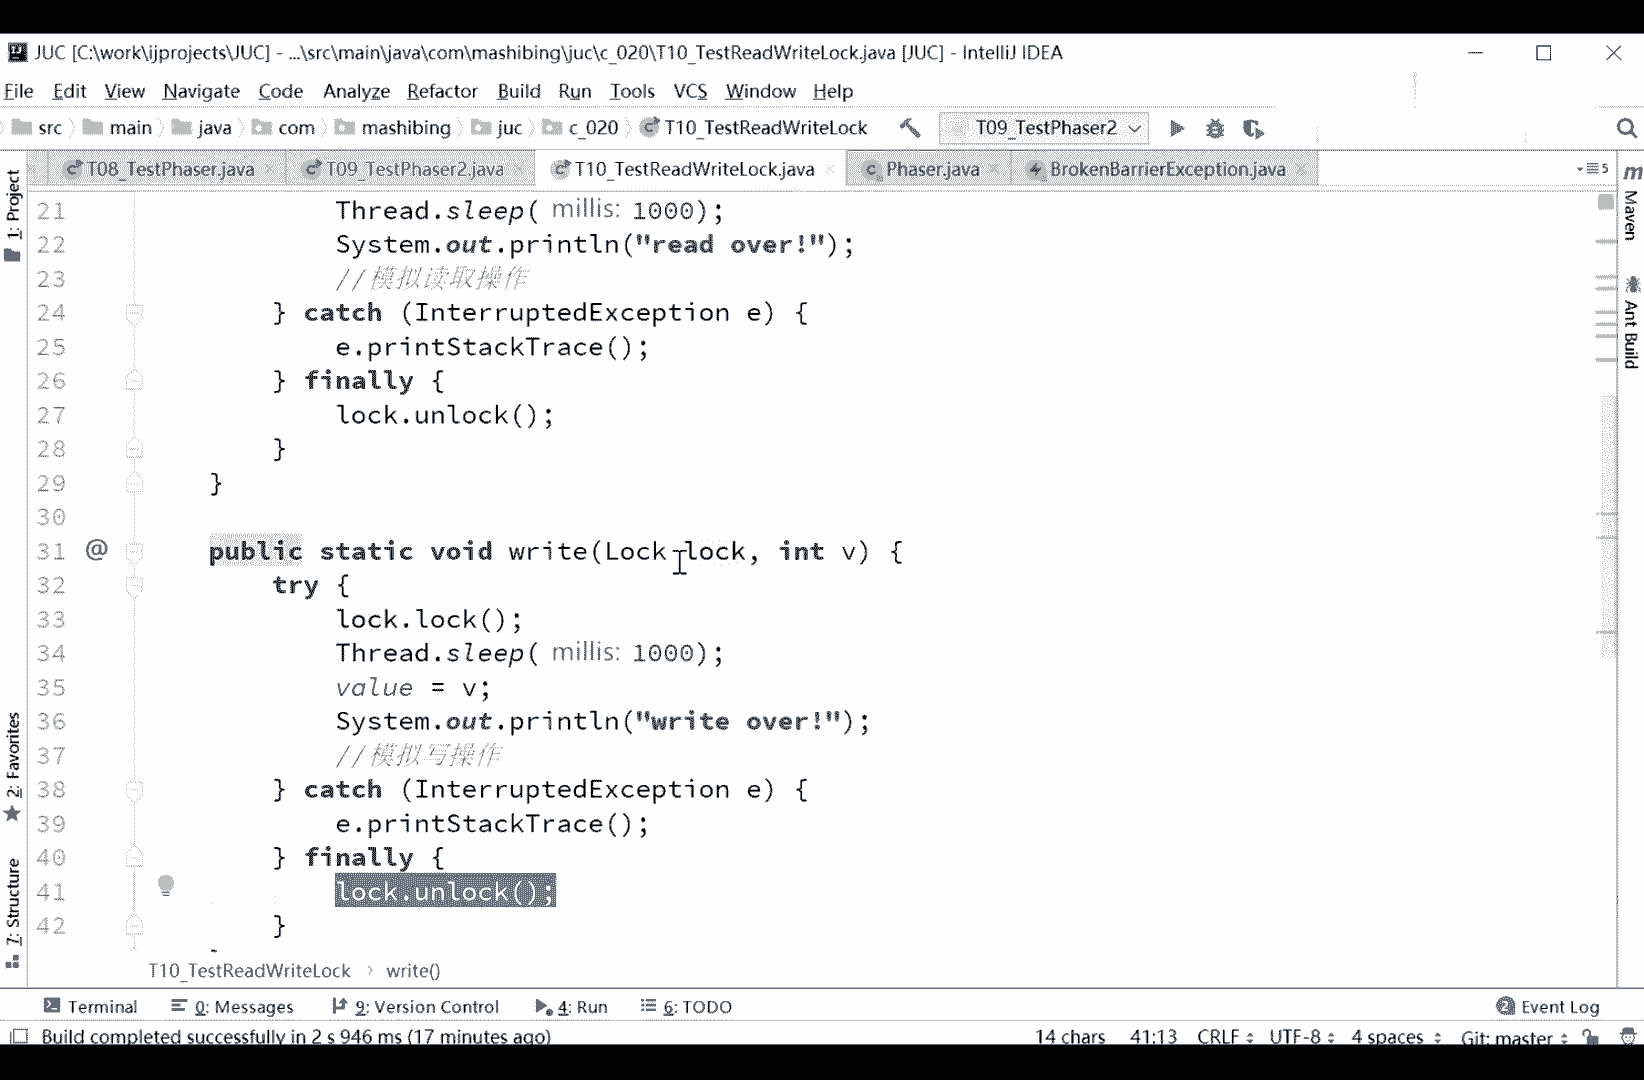 JUC [C:\work\ijprojects\JUC] - ...\src\main\java\com\mashibing\juc\c_020\T10_TestReadWriteLock.java [JUC] - IntelliJ IDEA
File Edit View Navigate Code Analyze Refactor Build Run Tools VCS Window Help
src main java com mashibing juc c_020 T10_TestReadWriteLock T09_TestPhaser2
T08_TestPhaser.java T09_TestPhaser2.java T10_TestReadWriteLock.java Phaser.java BrokenBarrierException.java 5
1: Project
2: Favorites
7: Structure
m Maven
Ant Build
21 Thread.sleep( millis: 1000);
22 System.out.println("read over!");
23 //模拟读取操作
24 } catch (InterruptedException e) {
25 e.printStackTrace();
26 } finally {
27 lock.unlock();
28 }
29 }
30
31 @ public static void write(Lock lock, int v) {
32 try {
33 lock.lock();
34 Thread.sleep( millis: 1000);
35 value = v;
36 System.out.println("write over!");
37 //模拟写操作
38 } catch (InterruptedException e) {
39 e.printStackTrace();
40 } finally {
41 lock.unlock();
42 }
T10_TestReadWriteLock › write()
Terminal 0: Messages 9: Version Control 4: Run 6: TODO 2 Event Log
Build completed successfully in 2 s 946 ms (17 minutes ago) 14 chars 41:13 CRLF UTF-8 4 spaces Git: master